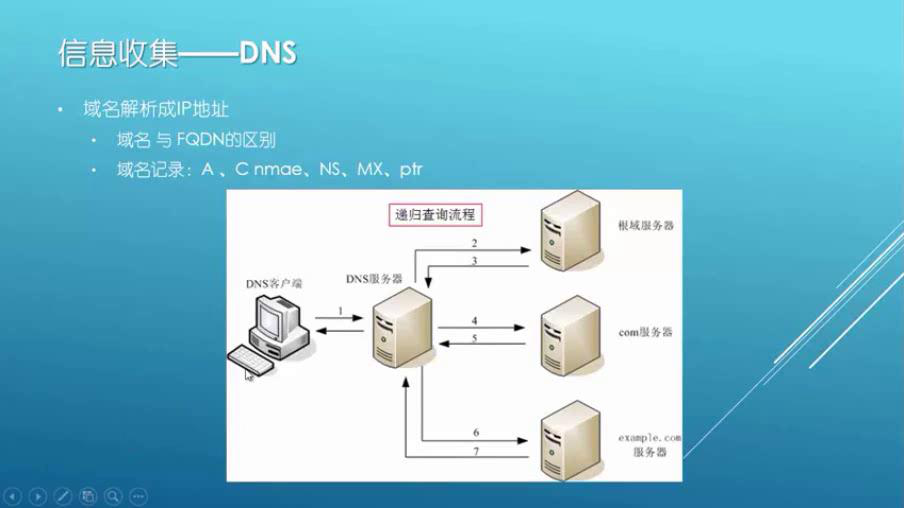 信息收集——DNS
• 域名解析成IP地址
• 域名 与 FQDN的区别
• 域名记录：A 、C nmae、NS、MX、ptr
递归查询流程
根域服务器
2
3
DNS服务器
DNS客户端
1
4
com服务器
5
6
example.com
服务器
7